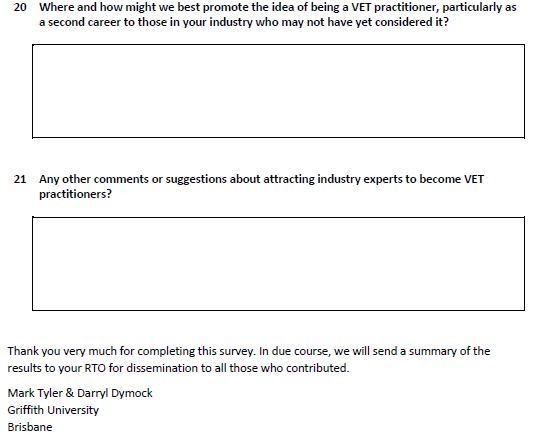 20 Where and how might we best promote the idea of being a VET practitioner, particularly as
a second career to those in your industry who may not have yet considered it?
21 Any other comments or suggestions about attracting industry experts to become VET
practitioners?
Thank you very much for completing this survey. In due course, we will send a summary of the
results to your RTO for dissemination to all those who contributed.
Mark Tyler & Darryl Dymock
Griffith University
Brisbane